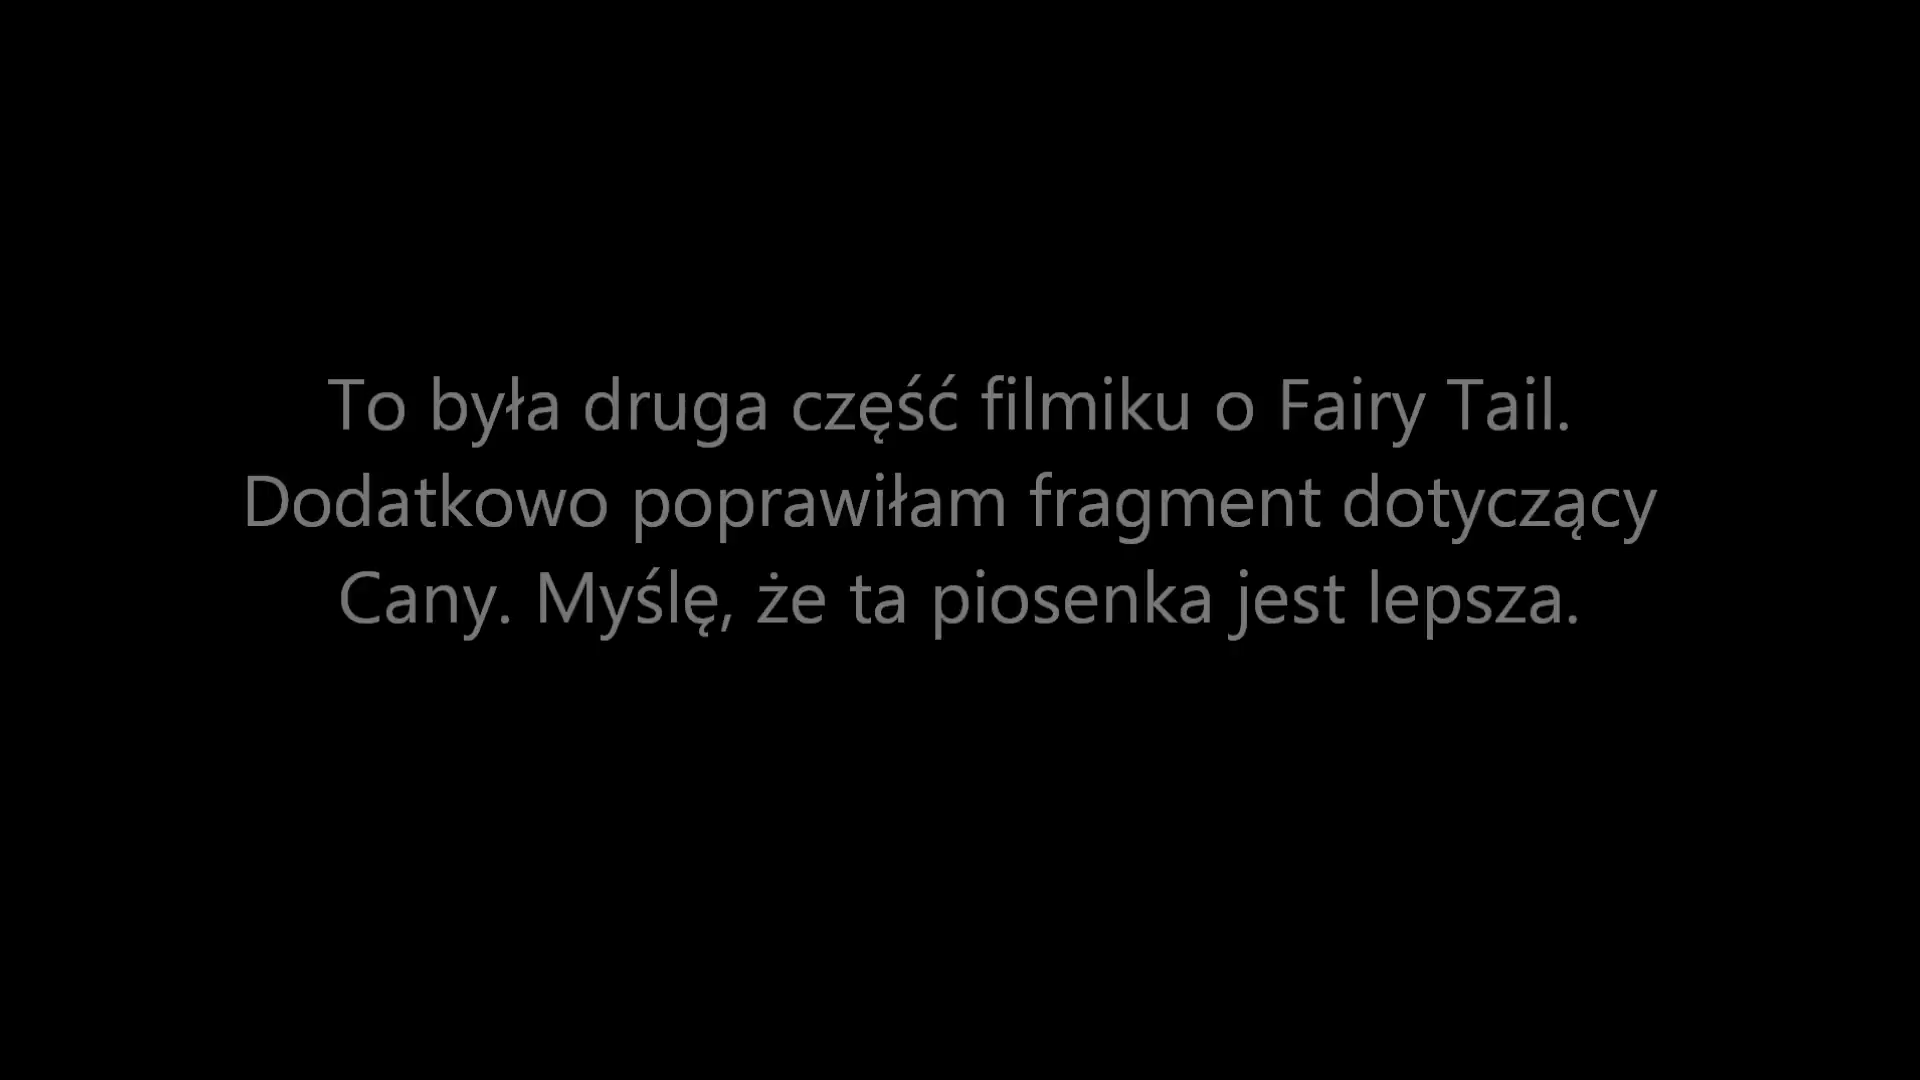 To była druga część filmiku o Fairy Tail.
Dodatkowo poprawiłam fragment dotyczący
Cany. Myślę, że ta piosenka jest lepsza.